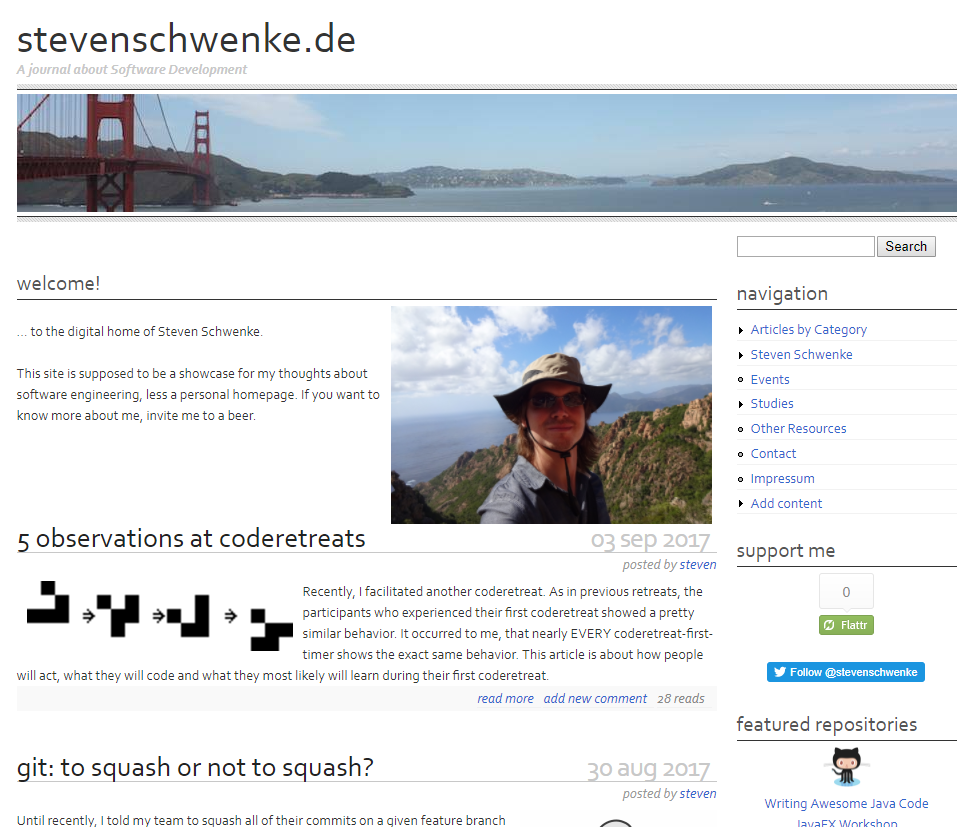 stevenschwenke.de
A journal about Software Development
Search
welcome!
... to the digital home of Steven Schwenke.
This site is supposed to be a showcase for my thoughts about
software engineering, less a personal homepage. If you want to
know more about me, invite me to a beer.
5 observations at coderetreats
03 sep 2017
posted by steven
Recently, I facilitated another coderetreat. As in previous retreats, the
participants who experienced their first coderetreat showed a pretty
similar behavior. It occurred to me, that nearly EVERY coderetreat-first-
timer shows the exact same behavior. This article is about how people
will act, what they will code and what they most likely will learn during their first coderetreat.
read more add new comment 28 reads
git: to squash or not to squash?
30 aug 2017
posted by steven
Until recently, I told my team to squash all of their commits on a given feature branch
navigation
Articles by Category
Steven Schwenke
Events
Studies
Other Resources
Contact
Impressum
Add content
support me
0
Flattr
Follow @stevenschwenke
featured repositories
Writing Awesome Java Code
JavaFX Workshop